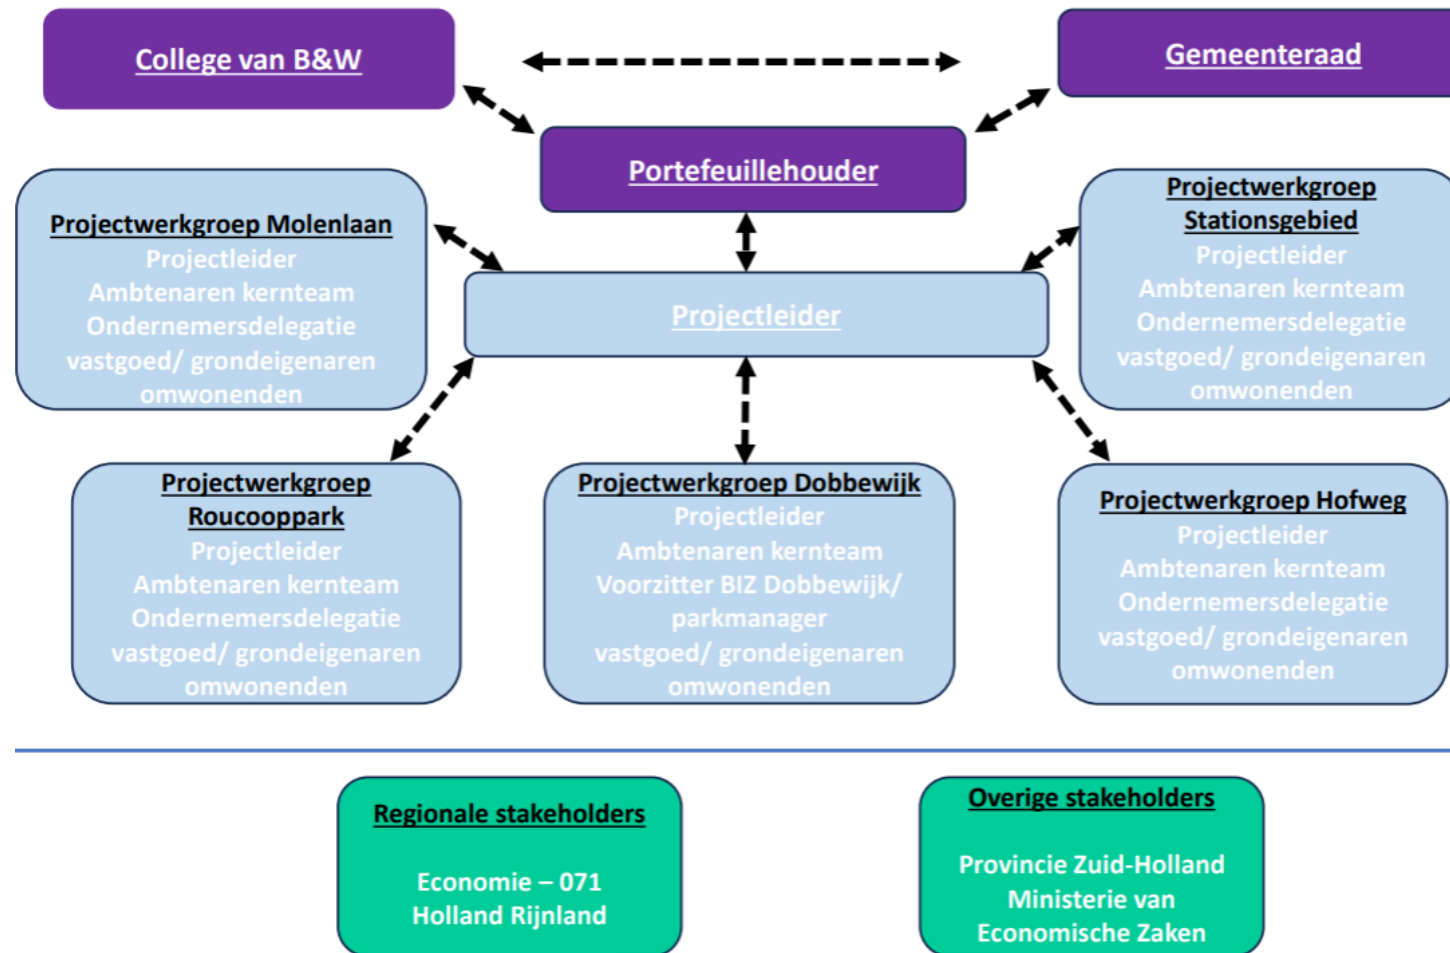 College van B&W
Gemeenteraad
Portefeuillehouder
Projectwerkgroep Molenlaan
Projectleider
Ambtenaren kernteam
Ondernemersdelegatie
vastgoed/ grondeigenaren
omwonenden
Projectleider
Projectwerkgroep
Stationsgebied
Projectleider
Ambtenaren kernteam
Ondernemersdelegatie
vastgoed/ grondeigenaren
omwonenden
Projectwerkgroep
Roucooppark
Projectleider
Ambtenaren kernteam
Ondernemersdelegatie
vastgoed/ grondeigenaren
omwonenden
Projectwerkgroep Dobbewijk
Projectleider
Ambtenaren kernteam
Voorzitter BIZ Dobbewijk/
parkmanager
vastgoed/ grondeigenaren
omwonenden
Projectwerkgroep Hofweg
Projectleider
Ambtenaren kernteam
Ondernemersdelegatie
vastgoed/ grondeigenaren
omwonenden
Regionale stakeholders
Economie – 071
Holland Rijnland
Overige stakeholders
Provincie Zuid-Holland
Ministerie van
Economische Zaken